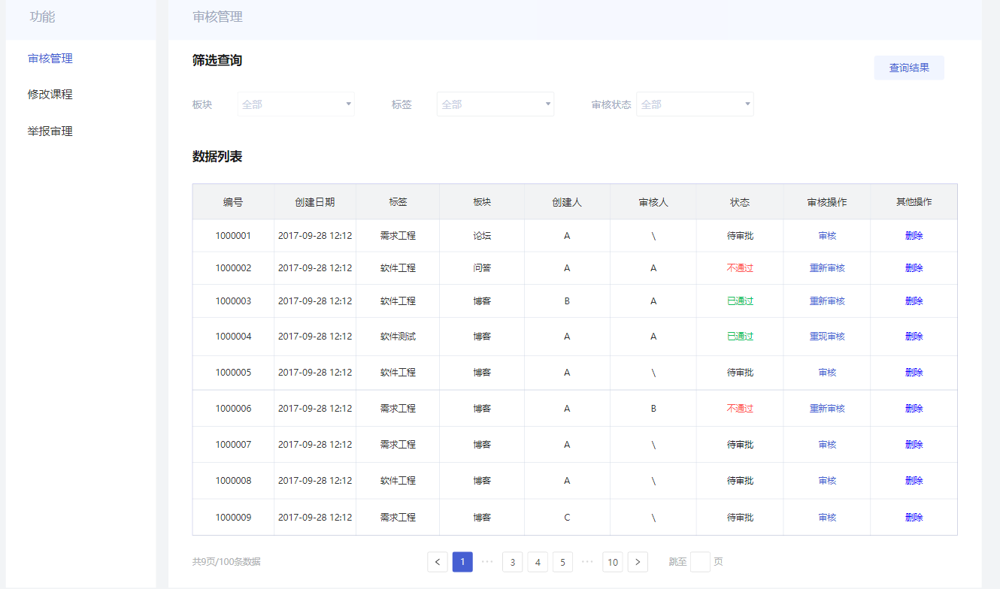 功能
审核管理
审核管理
修改课程
举报审理
筛选查询
查询结果
板块 全部 标签 全部 审核状态 全部
数据列表
编号 创建日期 标签 板块 创建人 审核人 状态 审核操作 其他操作
1000001 2017-09-28 12:12 需求工程 论坛 A \ 待审批 审核 删除
1000002 2017-09-28 12:12 软件工程 问答 A A 不通过 重新审核 删除
1000003 2017-09-28 12:12 软件工程 博客 B A 已通过 重新审核 删除
1000004 2017-09-28 12:12 软件测试 博客 A A 已通过 重现审核 删除
1000005 2017-09-28 12:12 软件工程 博客 A \ 待审批 审核 删除
1000006 2017-09-28 12:12 需求工程 博客 A B 不通过 重新审核 删除
1000007 2017-09-28 12:12 需求工程 博客 A \ 待审批 审核 删除
1000008 2017-09-28 12:12 软件工程 博客 A \ 待审批 审核 删除
1000009 2017-09-28 12:12 需求工程 博客 C \ 待审批 审核 删除
共9页/100条数据 < 1 ··· 3 4 5 ··· 10 > 跳至 页